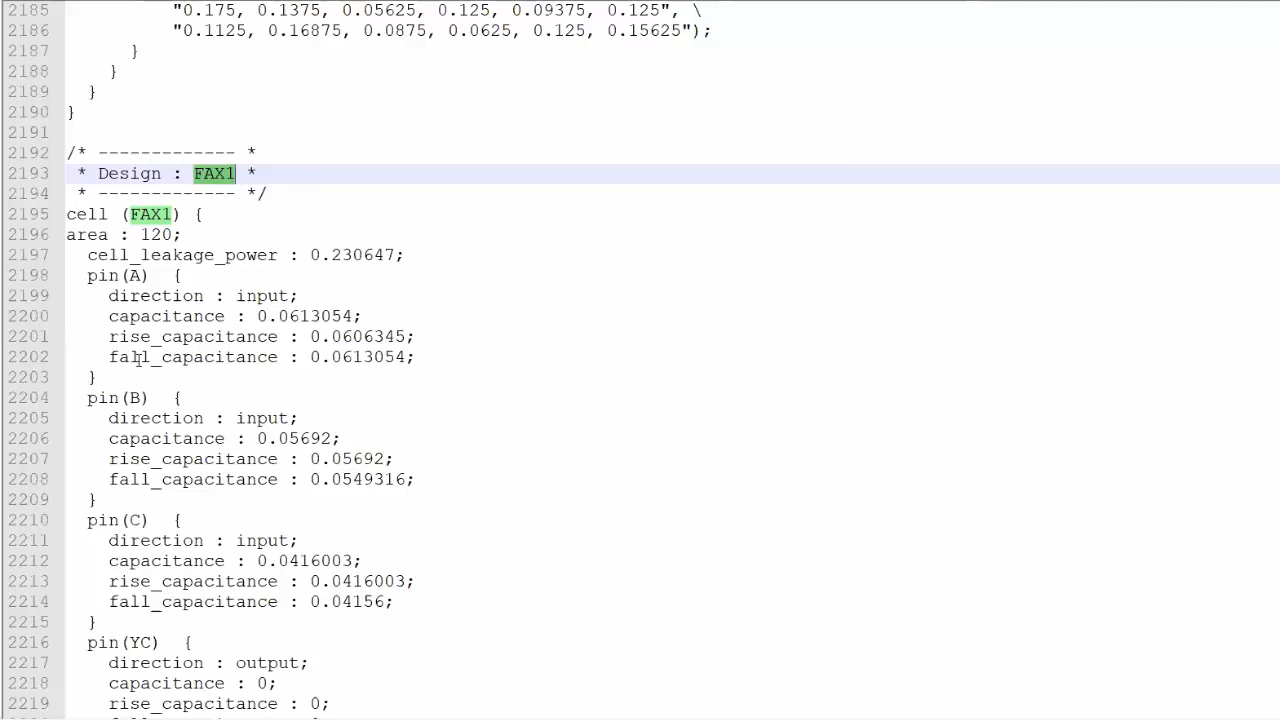 2185 "0.175, 0.1375, 0.05625, 0.125, 0.09375, 0.125", \
2186 "0.1125, 0.16875, 0.0875, 0.0625, 0.125, 0.15625");
2187 }
2188 }
2189 }
2190 }
2191
2192 /* ------------- *
2193 * Design : FAX1 *
2194 * ------------- */
2195 cell (FAX1) {
2196 area : 120;
2197 cell_leakage_power : 0.230647;
2198 pin(A) {
2199 direction : input;
2200 capacitance : 0.0613054;
2201 rise_capacitance : 0.0606345;
2202 fall_capacitance : 0.0613054;
2203 }
2204 pin(B) {
2205 direction : input;
2206 capacitance : 0.05692;
2207 rise_capacitance : 0.05692;
2208 fall_capacitance : 0.0549316;
2209 }
2210 pin(C) {
2211 direction : input;
2212 capacitance : 0.0416003;
2213 rise_capacitance : 0.0416003;
2214 fall_capacitance : 0.04156;
2215 }
2216 pin(YC) {
2217 direction : output;
2218 capacitance : 0;
2219 rise_capacitance : 0;